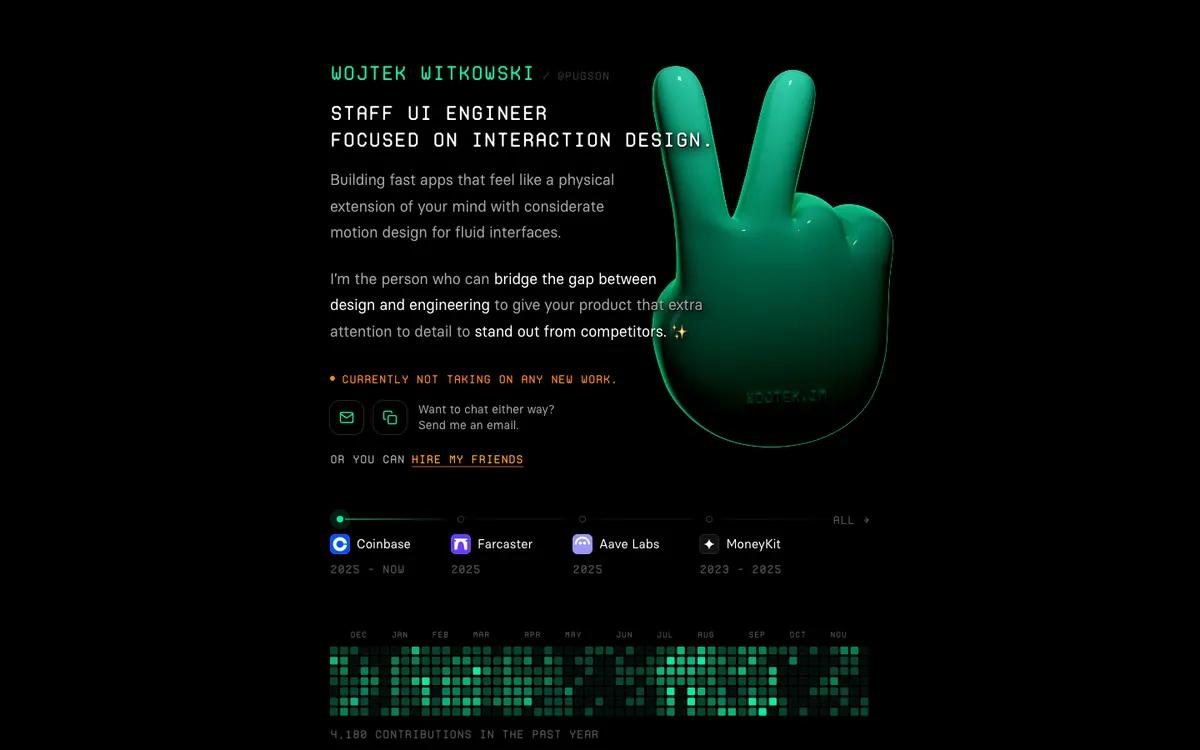 WOJTEK WITKOWSKI / @PUGSON
STAFF UI ENGINEER
FOCUSED ON INTERACTION DESIGN.
Building fast apps that feel like a physical
extension of your mind with considerate
motion design for fluid interfaces.
I'm the person who can bridge the gap between
design and engineering to give your product that extra
attention to detail to stand out from competitors. ✨
WOJTEK.IM
CURRENTLY NOT TAKING ON ANY NEW WORK.
Want to chat either way?
Send me an email.
OR YOU CAN HIRE MY FRIENDS
ALL →
Coinbase Farcaster Aave Labs MoneyKit
2025 - NOW 2025 2025 2023 - 2025
DEC JAN FEB MAR APR MAY JUN JUL AUG SEP OCT NOV
4,180 CONTRIBUTIONS IN THE PAST YEAR